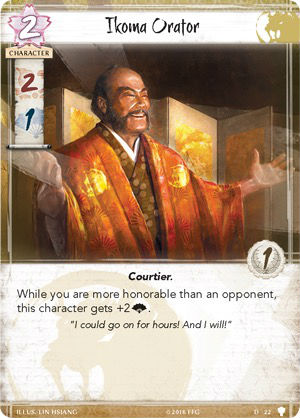 2
Ikoma Orator
CHARACTER
2
1
1
Courtier.
While you are more honorable than an opponent,
this character gets +2 .
"I could go on for hours! And I will!"
ILLUS. LIN HSIANG ©2018 FFG D 22